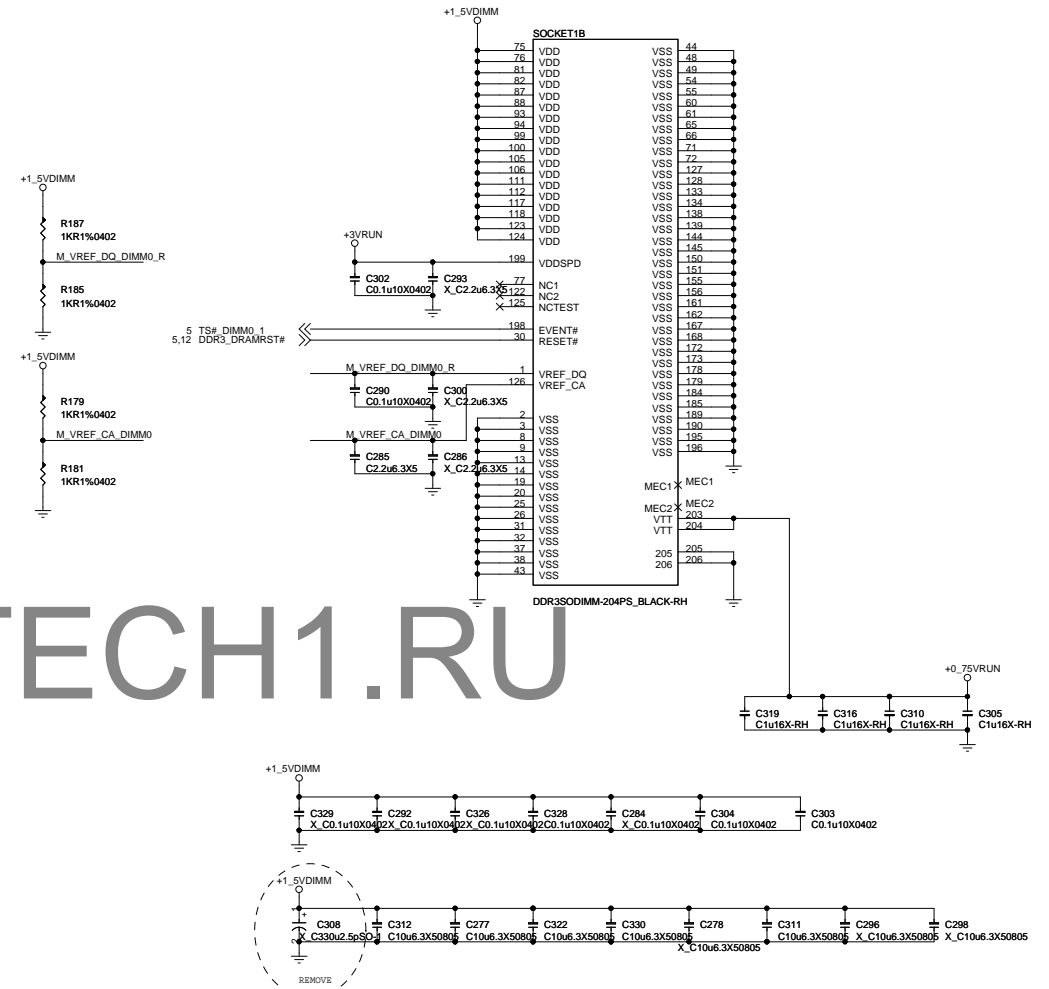 +1_5VDIMM
SOCKET1B
75 VDD VSS 44
76 VDD VSS 48
81 VDD VSS 49
82 VDD VSS 54
87 VDD VSS 55
88 VDD VSS 60
93 VDD VSS 61
94 VDD VSS 65
99 VDD VSS 66
100 VDD VSS 71
105 VDD VSS 72
106 VDD VSS 127
111 VDD VSS 128
112 VDD VSS 133
117 VDD VSS 134
118 VDD VSS 138
123 VDD VSS 139
124 VDD VSS 144
VSS 145
199 VDDSPD VSS 150
VSS 151
77 NC1 VSS 155
122 NC2 VSS 156
125 NCTEST VSS 161
VSS 162
198 EVENT# VSS 167
30 RESET# VSS 168
VSS 172
VSS 173
1 VREF_DQ VSS 178
126 VREF_CA VSS 179
VSS 184
VSS 185
2 VSS VSS 189
3 VSS VSS 190
8 VSS VSS 195
9 VSS VSS 196
13 VSS
14 VSS
19 VSS MEC1 MEC1
20 VSS
25 VSS MEC2 MEC2
26 VSS VTT 203
31 VSS VTT 204
32 VSS
37 VSS 205 205
38 VSS 206 206
43 VSS
DDR3SODIMM-204PS_BLACK-RH
+1_5VDIMM
R187
1KR1%0402
M_VREF_DQ_DIMM0_R
R185
1KR1%0402
+1_5VDIMM
R179
1KR1%0402
M_VREF_CA_DIMM0
R181
1KR1%0402
+3VRUN
C302 C293
C0.1u10X0402 X_C2.2u6.3X5
5 TS#_DIMM0_1
5,12 DDR3_DRAMRST#
M_VREF_DQ_DIMM0_R
C290 C300
C0.1u10X0402 X_C2.2u6.3X5
M_VREF_CA_DIMM0
C285 C286
C2.2u6.3X5 X_C2.2u6.3X5
TECH1.RU
+0_75VRUN
C319 C316 C310 C305
C1u16X-RH C1u16X-RH C1u16X-RH C1u16X-RH
+1_5VDIMM
C329 C292 C326 C328 C284 C304 C303
X_C0.1u10X0402 X_C0.1u10X0402 X_C0.1u10X0402 C0.1u10X0402 X_C0.1u10X0402 C0.1u10X0402 C0.1u10X0402
+1_5VDIMM
1 +
C308 C312 C277 C322 C330 C278 C311 C296 C298
X_C330u2.5pSO-1 C10u6.3X50805 C10u6.3X50805 C10u6.3X50805 C10u6.3X50805 X_C10u6.3X50805 C10u6.3X50805 X_C10u6.3X50805 X_C10u6.3X50805
2
REMOVE